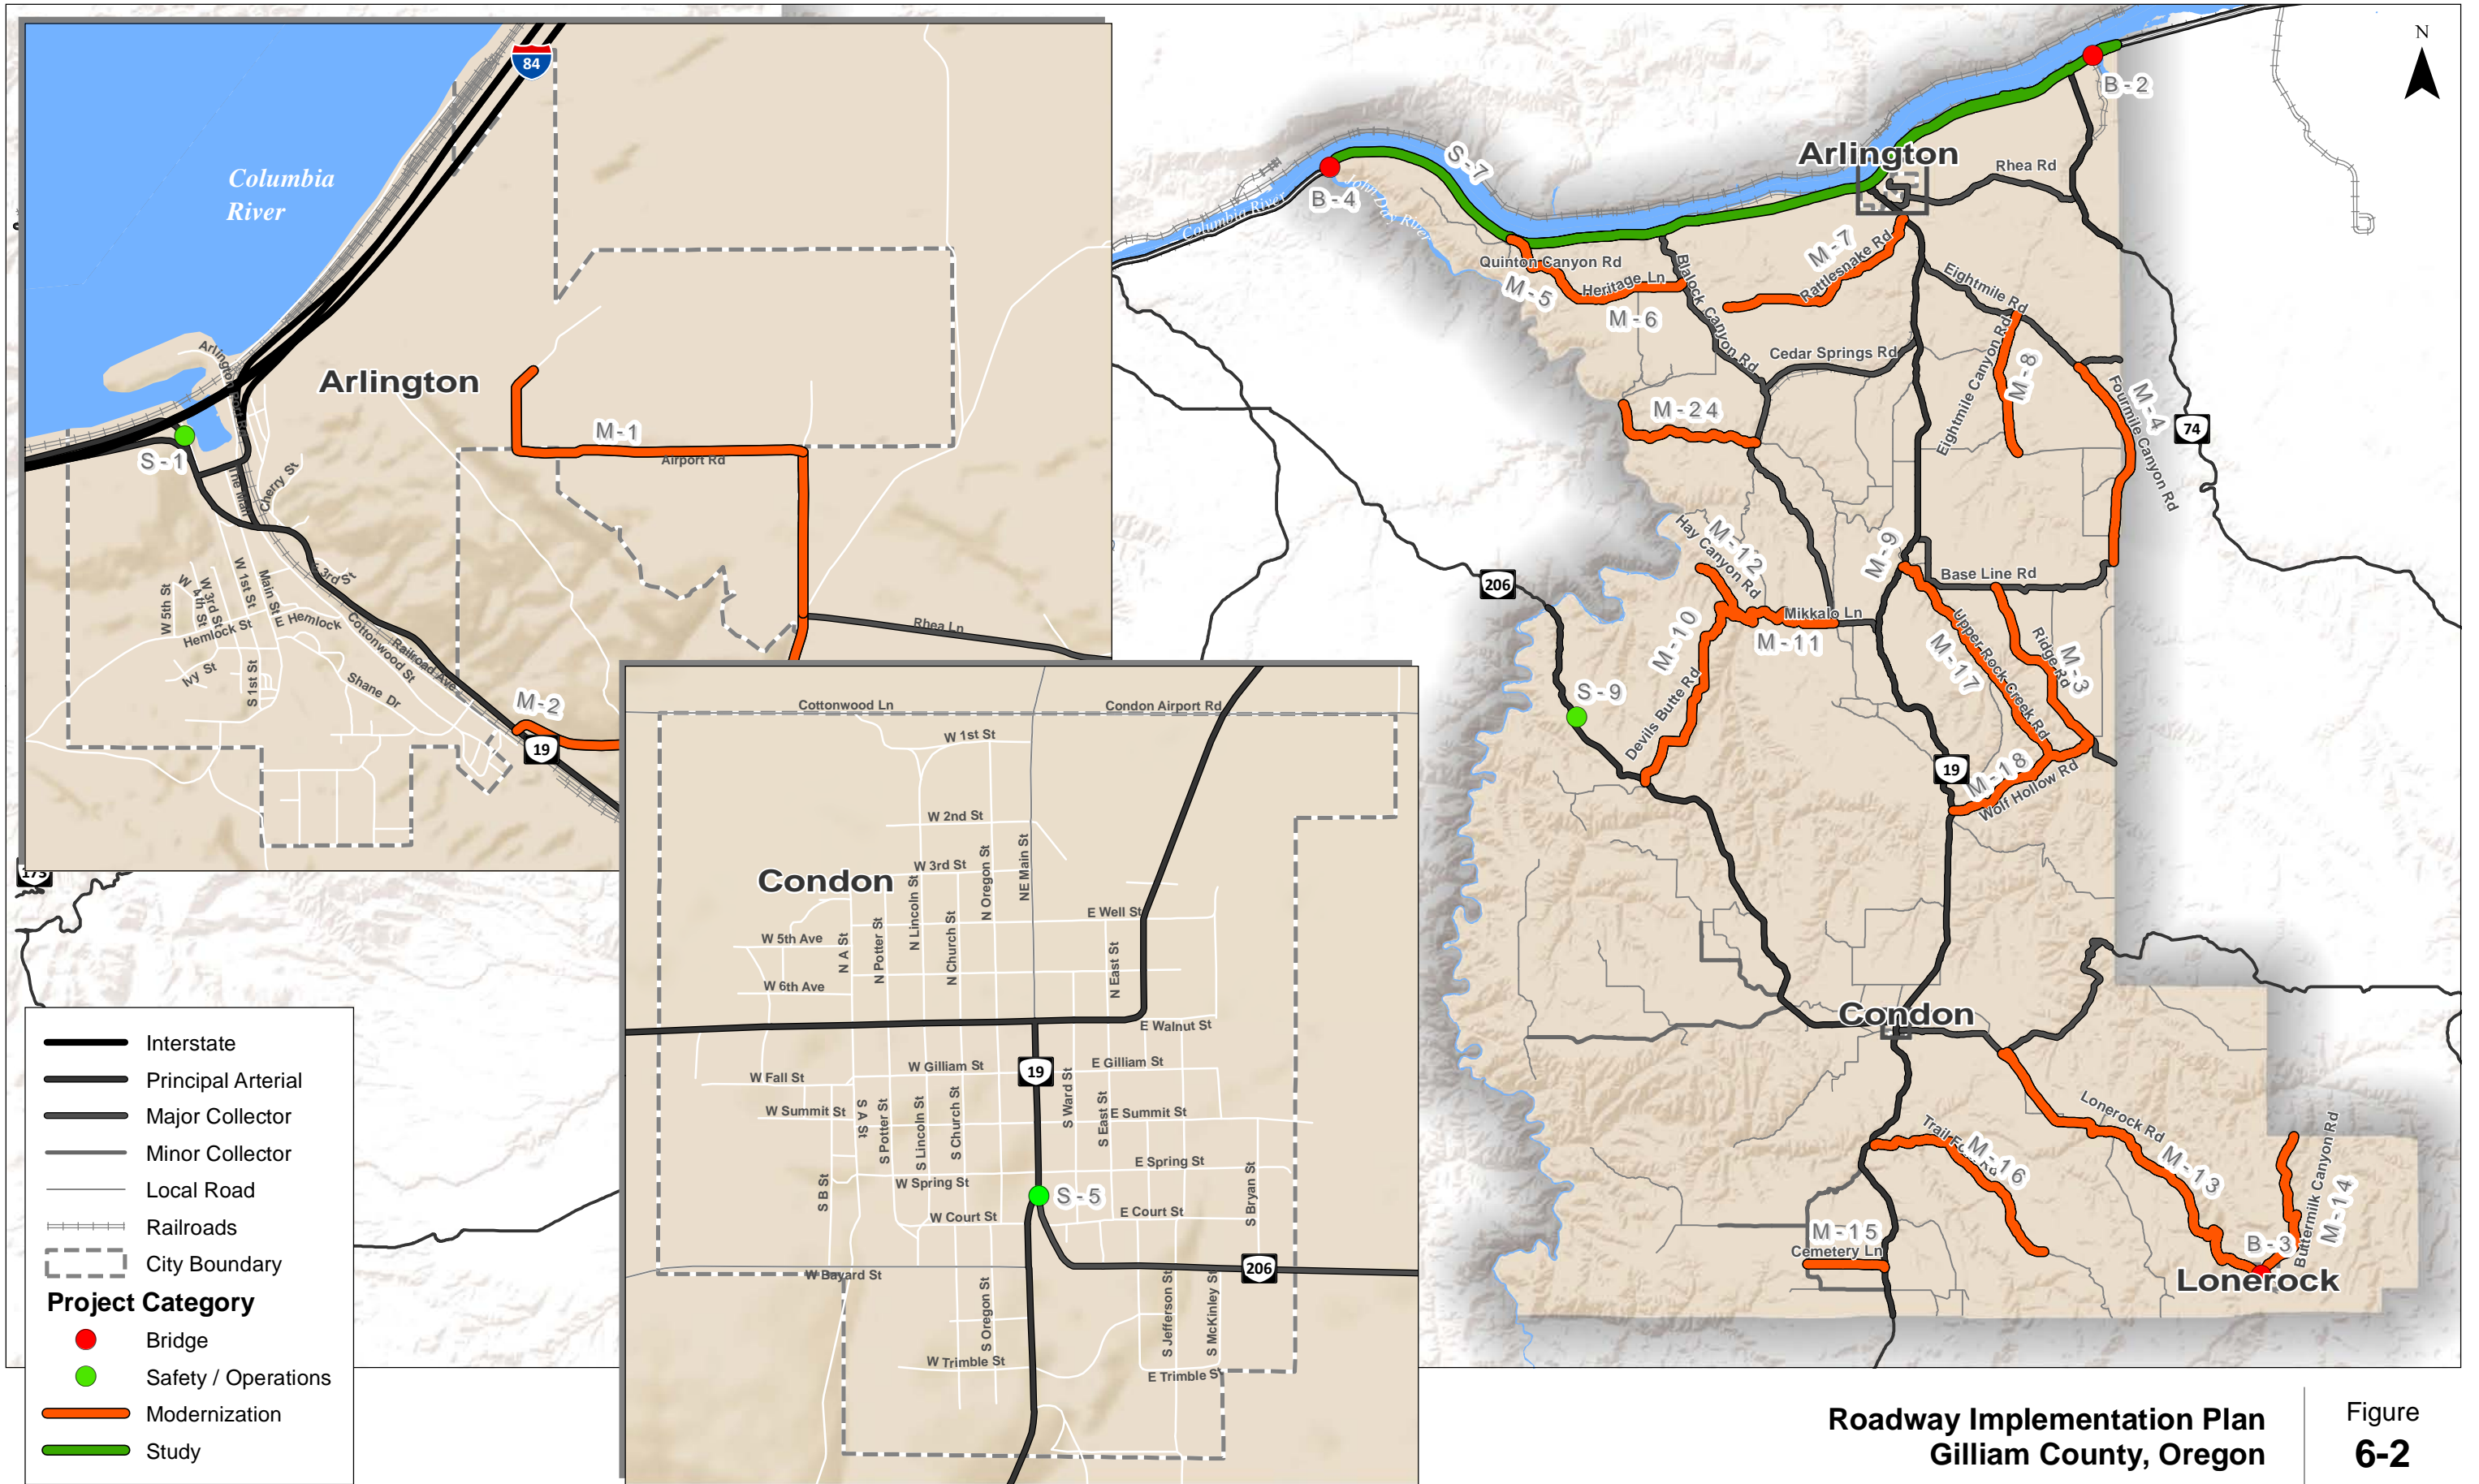 84
Columbia
River
Arlington
Arlington Port Rd
S-1
M-1
Airport Rd
Cherry St
3rd St
W 5th St
W 4th St
W 3rd St
W 1st St
Main St
E Hemlock
Hemlock St
Ivy St
S 1st St
Cottonwood St
Railroad Ave
Shane Dr
Rhea Ln
M-2
19
Cottonwood Ln
Condon Airport Rd
W 1st St
W 2nd St
W 3rd St
Condon
N Lincoln St
N Oregon St
NE Main St
E Well St
W 5th Ave
N A St
N Potter St
N Church St
N East St
W 6th Ave
E Walnut St
W Gilliam St
19
E Gilliam St
W Fall St
W Summit St
S A St
S Potter St
S Lincoln St
S Church St
S Ward St
S East St
E Summit St
E Spring St
W Spring St
S B St
S-5
W Court St
E Court St
S Bryan St
206
W Bayard St
S Oregon St
S Jefferson St
S McKinley St
W Trimble St
E Trimble St
N
B-2
Arlington
Rhea Rd
S-7
B-4
John Day River
Columbia River
M-7
Rattlesnake Rd
Quinton Canyon Rd
M-5
Heritage Ln
M-6
Blalock Canyon Rd
Eightmile Rd
Cedar Springs Rd
Eightmile Canyon Rd
M-8
M-4
Fourmile Canyon Rd
74
M-24
M-12
Hay Canyon Rd
M-9
Base Line Rd
206
M-10
Mikkalo Ln
M-11
Upper Rock Creek Rd
M-17
Ridge Rd
M-3
S-9
Devils Butte Rd
19
M-18
Wolf Hollow Rd
Condon
Lonerock Rd
M-16
M-13
Buttermilk Canyon Rd
M-14
M-15
Cemetery Ln
B-3
Lonerock
Interstate
Principal Arterial
Major Collector
Minor Collector
Local Road
Railroads
City Boundary
Project Category
Bridge
Safety / Operations
Modernization
Study
Roadway Implementation Plan
Gilliam County, Oregon
Figure
6-2